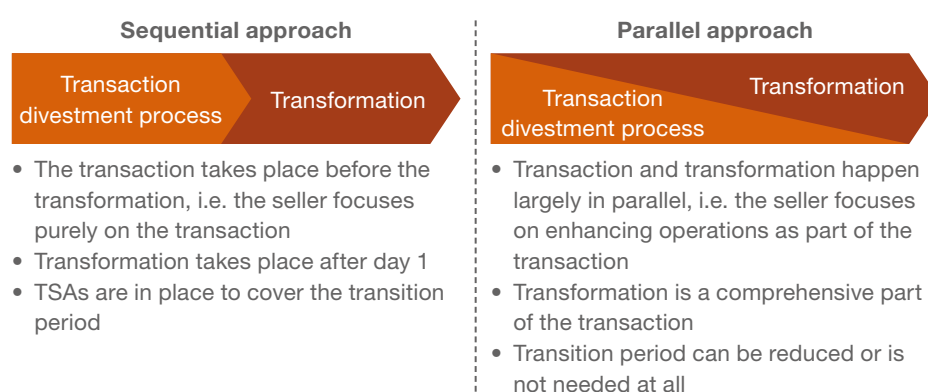 Sequential approach
Transaction
divestment process
Transformation
• The transaction takes place before the
transformation, i.e. the seller focuses
purely on the transaction
• Transformation takes place after day 1
• TSAs are in place to cover the transition
period
Parallel approach
Transaction
divestment process
Transformation
• Transaction and transformation happen
largely in parallel, i.e. the seller focuses
on enhancing operations as part of the
transaction
• Transformation is a comprehensive part
of the transaction
• Transition period can be reduced or is
not needed at all